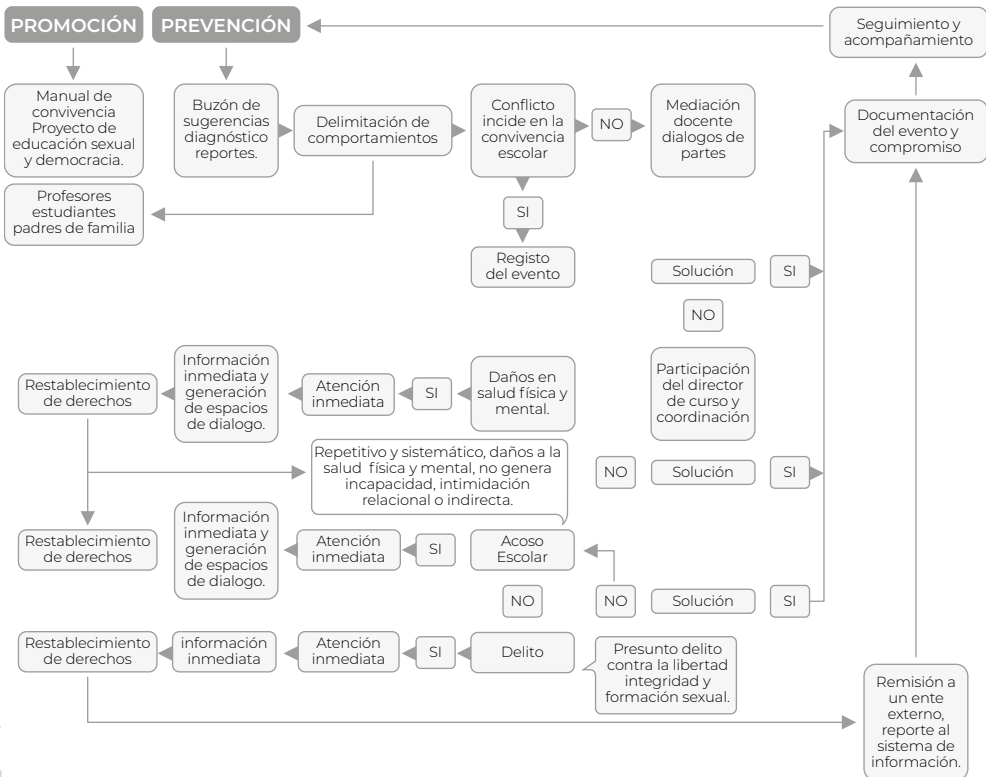 PROMOCIÓN
PREVENCIÓN
Seguimiento y
acompañamiento
Manual de
convivencia
Proyecto de
educación sexual
y democracia.
Buzón de
sugerencias
diagnóstico
reportes.
Delimitación de
comportamientos
Conflicto
incide en la
convivencia
escolar
NO
Mediación
docente
dialogos de
partes
Documentación
del evento y
compromiso
Profesores
estudiantes
padres de familia
SI
Registo
del evento
Solución
SI
NO
Restablecimiento
de derechos
Información
inmediata y
generación
de espacios
de dialogo.
Atención
inmediata
SI
Daños en
salud física y
mental.
Participación
del director
de curso y
coordinación
Repetitivo y sistemático, daños a la
salud física y mental, no genera
incapacidad, intimidación
relacional o indirecta.
NO
Solución
SI
Restablecimiento
de derechos
Información
inmediata y
generación
de espacios
de dialogo.
Atención
inmediata
SI
Acoso
Escolar
NO
NO
Solución
SI
Restablecimiento
de derechos
información
inmediata
Atención
inmediata
SI
Delito
Presunto delito
contra la libertad
integridad y
formación sexual.
Remisión a
un ente
externo,
reporte al
sistema de
información.